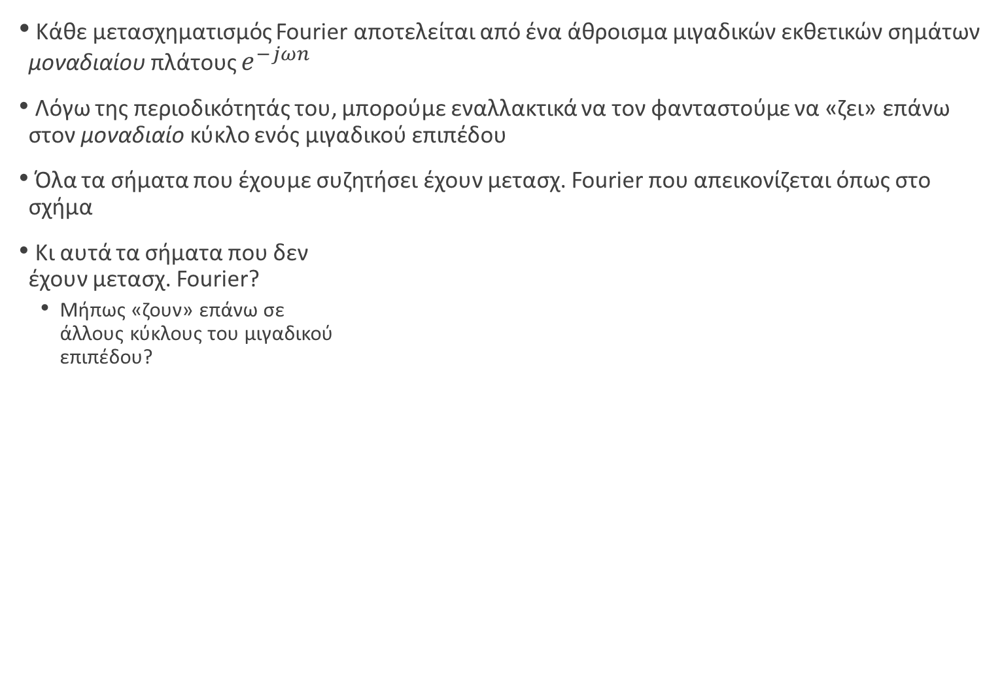 • Κάθε μετασχηματισμός Fourier αποτελείται από ένα άθροισμα μιγαδικών εκθετικών σημάτων
μοναδιαίου πλάτους e^{-jωn}
• Λόγω της περιοδικότητάς του, μπορούμε εναλλακτικά να τον φανταστούμε να «ζει» επάνω
στον μοναδιαίο κύκλο ενός μιγαδικού επιπέδου
• Όλα τα σήματα που έχουμε συζητήσει έχουν μετασχ. Fourier που απεικονίζεται όπως στο
σχήμα
• Κι αυτά τα σήματα που δεν
έχουν μετασχ. Fourier?
• Μήπως «ζουν» επάνω σε
άλλους κύκλους του μιγαδικού
επιπέδου?